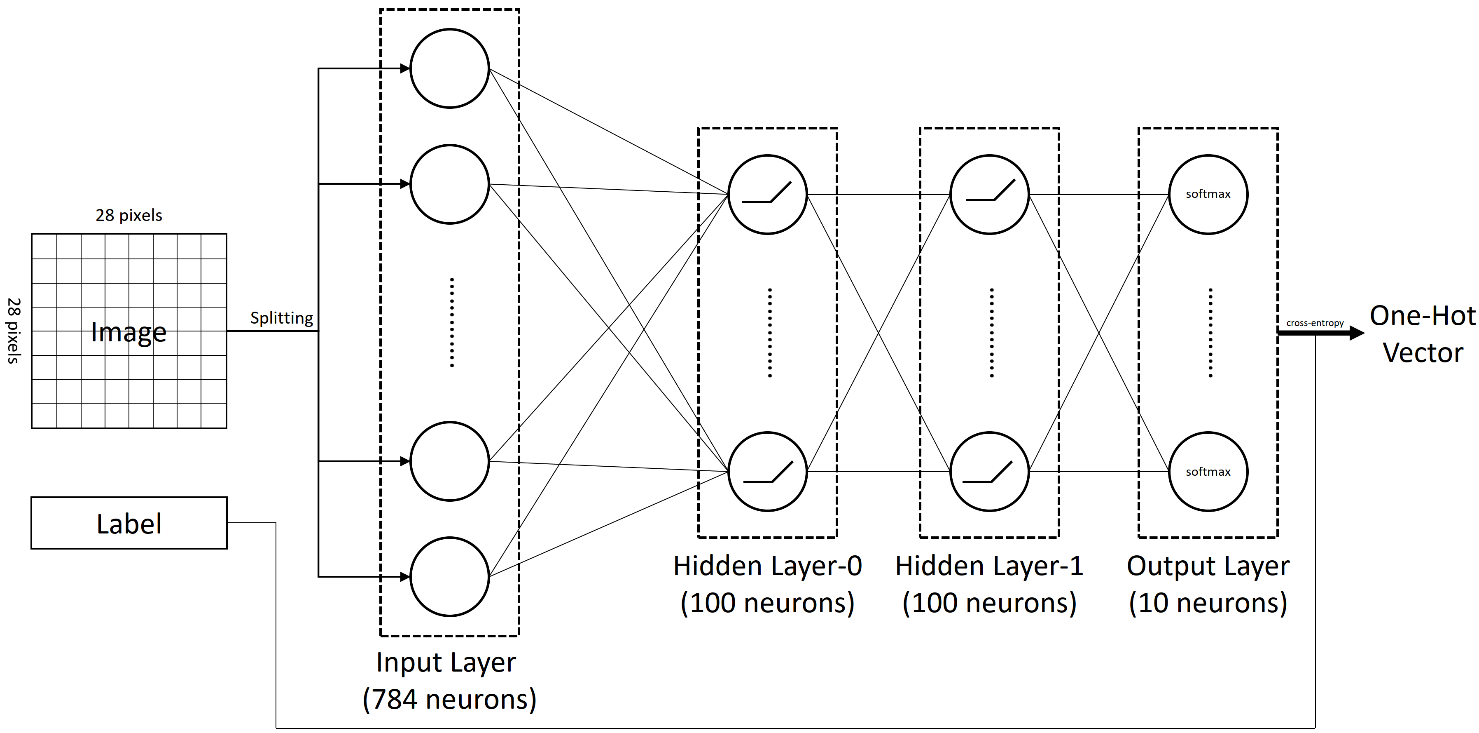 28 pixels
28 pixels
Image
Splitting
Label
Input Layer
(784 neurons)
Hidden Layer-0
(100 neurons)
Hidden Layer-1
(100 neurons)
softmax
softmax
Output Layer
(10 neurons)
cross-entropy
One-Hot
Vector